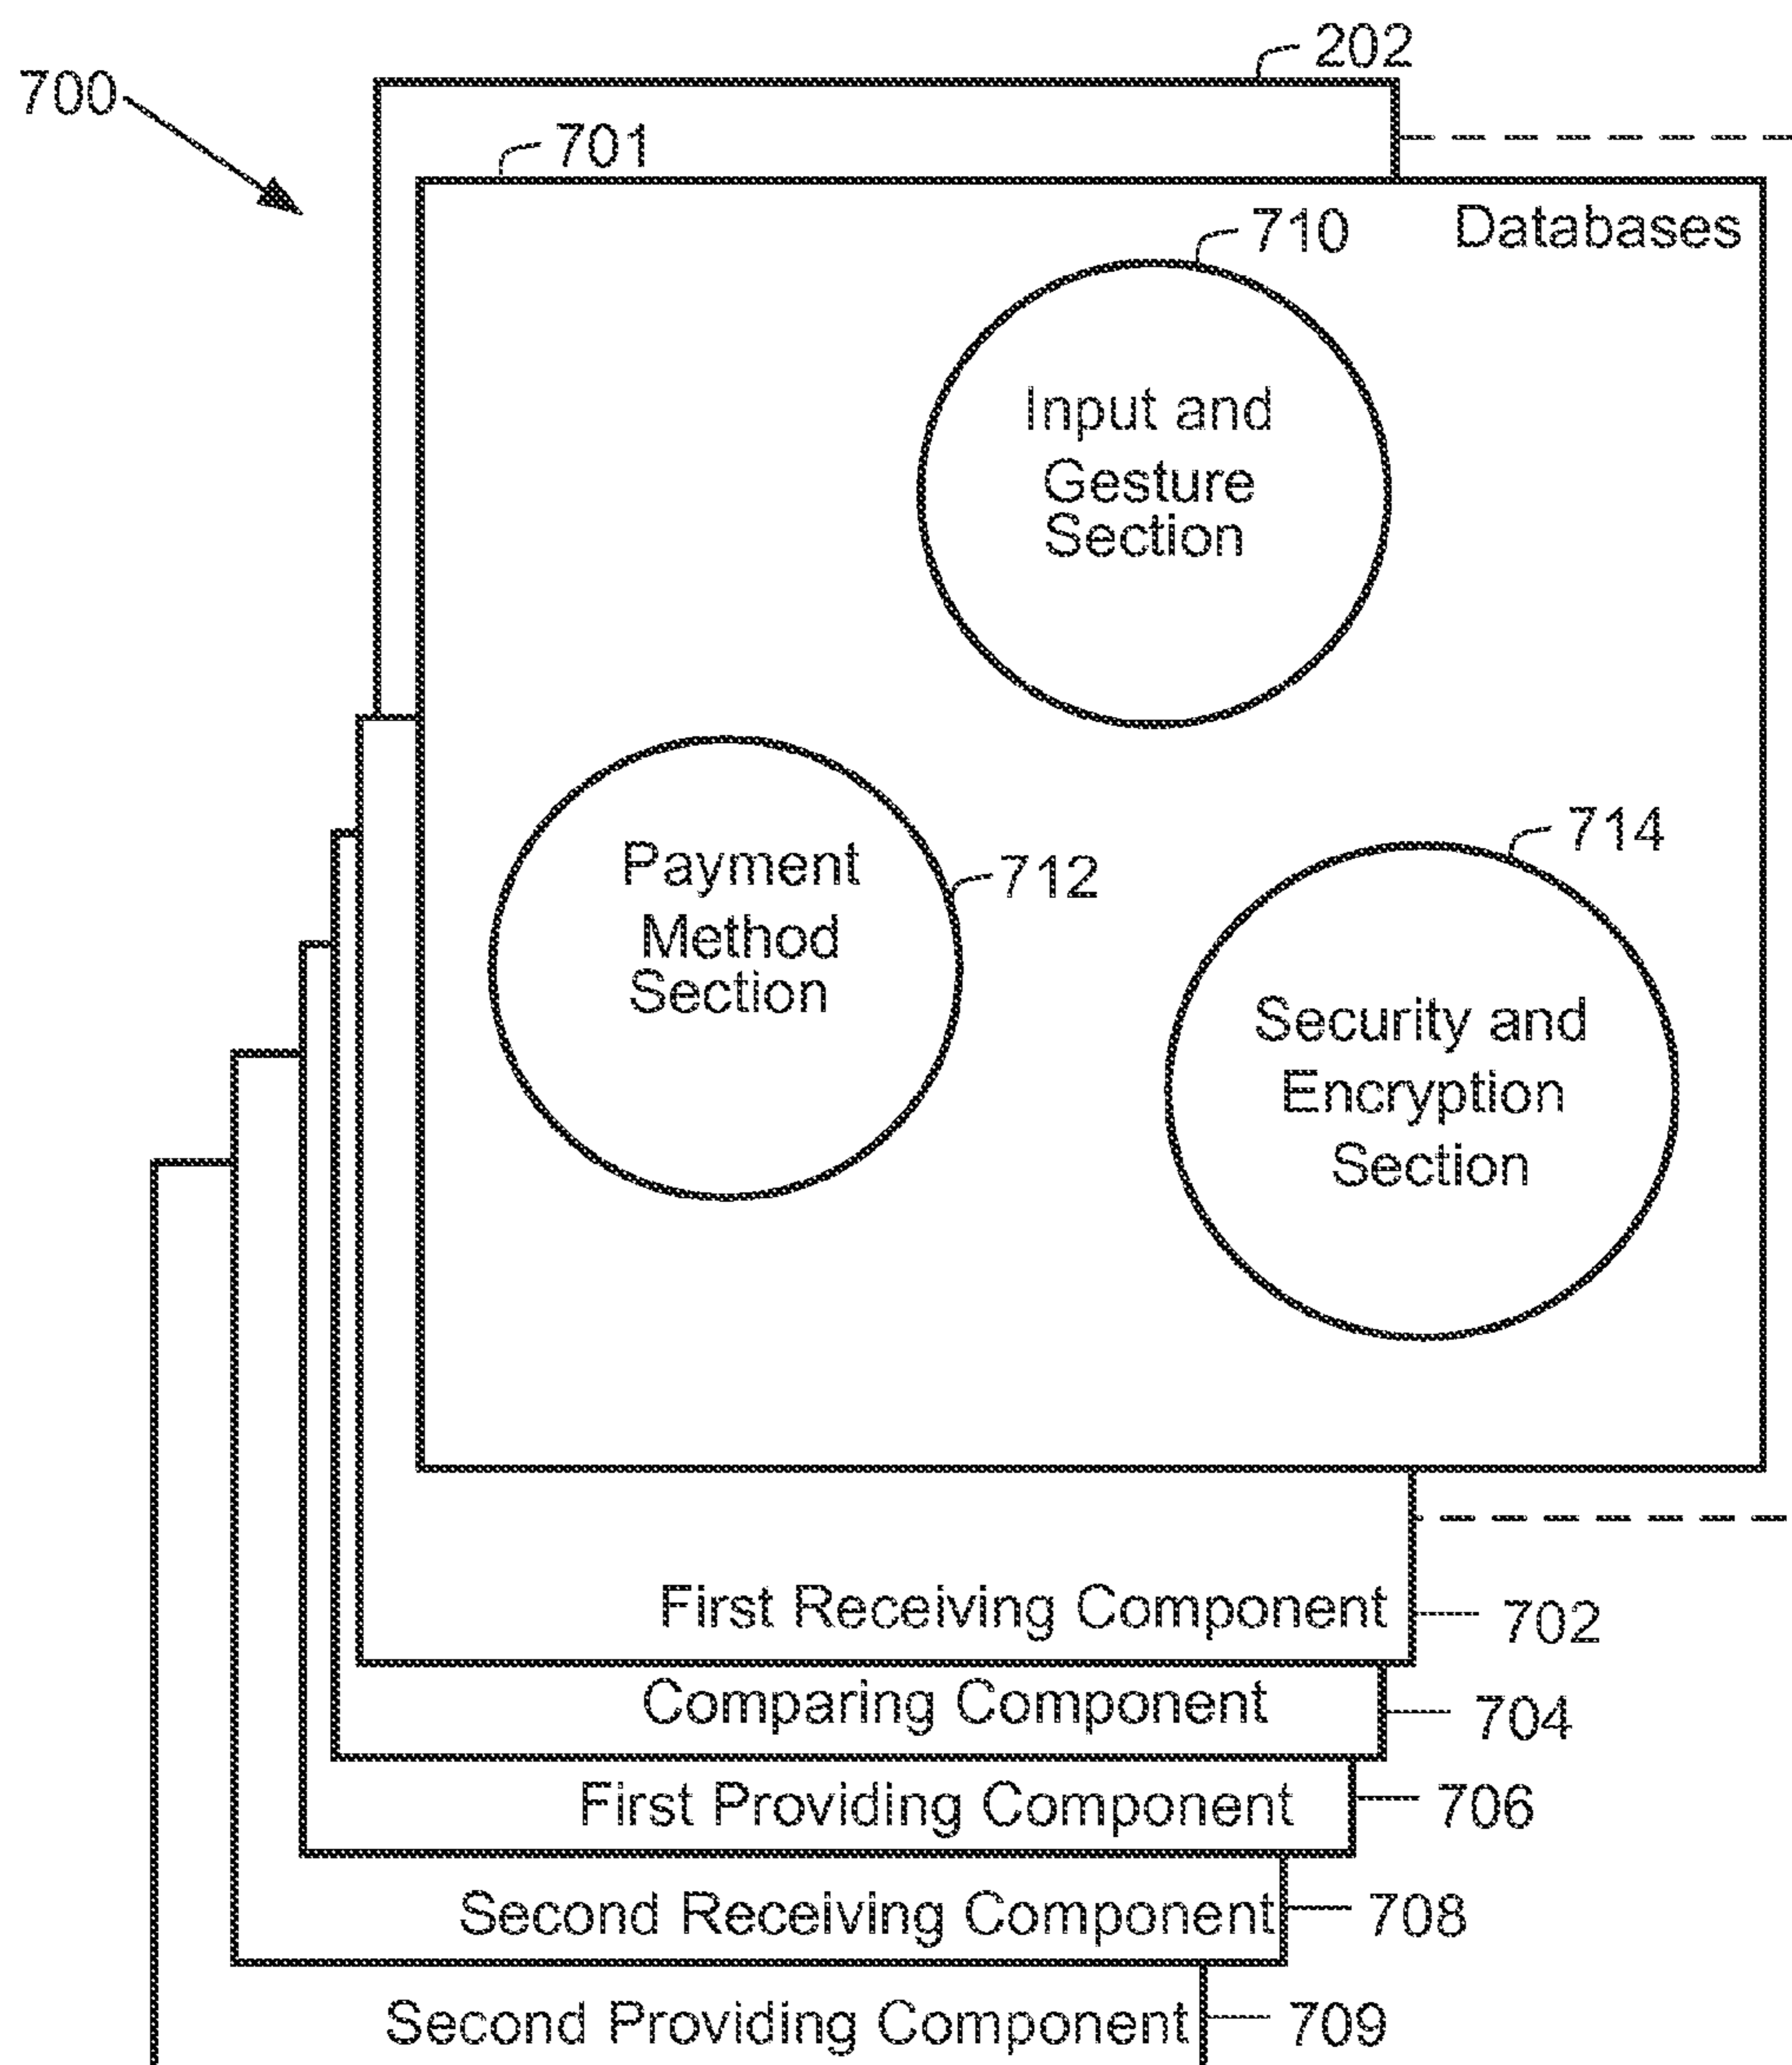 202
700
701
Databases
710
Input and
Gesture
Section
714
Payment
Method
Section
712
Security and
Encryption
Section
First Receiving Component
702
Comparing Component
704
First Providing Component
706
Second Receiving Component
708
Second Providing Component
709